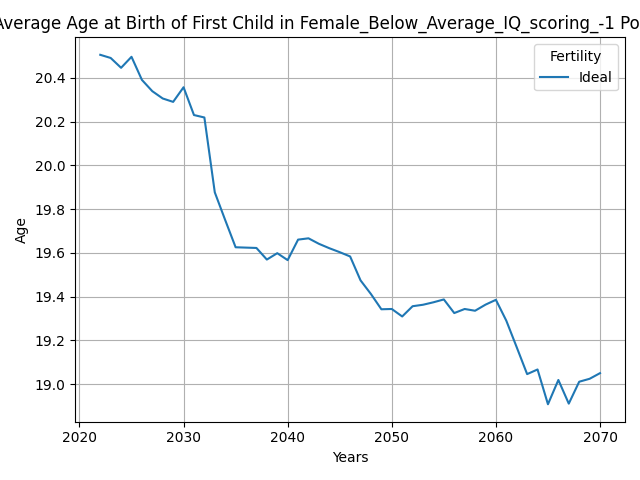 Average Age at Birth of First Child in Female_Below_Average_IQ_scoring_-1 Po
Fertility
Ideal
20.4
20.2
20.0
19.8
19.6
19.4
19.2
19.0
Age
2020 2030 2040 2050 2060 2070
Years